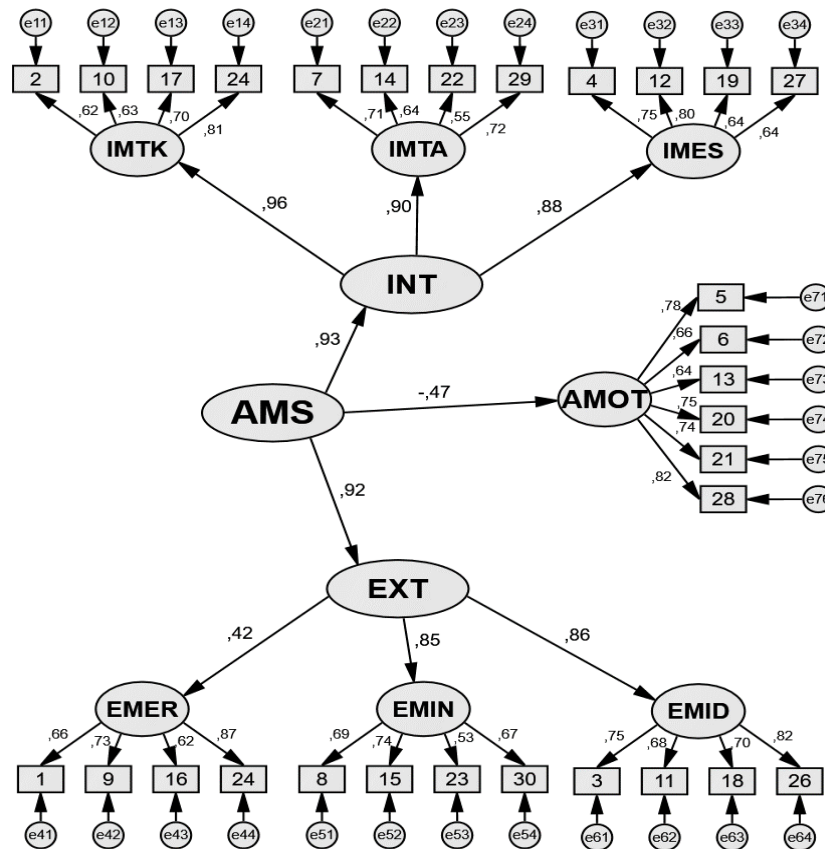 e11 e12 e13 e14 e21 e22 e23 e24 e31 e32 e33 e34
2 10 17 24 7 14 22 29 4 12 19 27
,62 ,63 ,70 ,81 ,71 ,64 ,55 ,72 ,75 ,80 ,64 ,64
IMTK IMTA IMES
,96 ,90 ,88
INT
,78 5 e71
,66 6 e72
,93
,64 13 e73
-,47
AMS AMOT
,75 20 e74
,74 21 e75
,82 28 e76
,92
EXT
,42 ,85 ,86
EMER EMIN EMID
,66 ,73 ,62 ,87 ,69 ,74 ,53 ,67 ,75 ,68 ,70 ,82
1 9 16 24 8 15 23 30 3 11 18 26
e41 e42 e43 e44 e51 e52 e53 e54 e61 e62 e63 e64